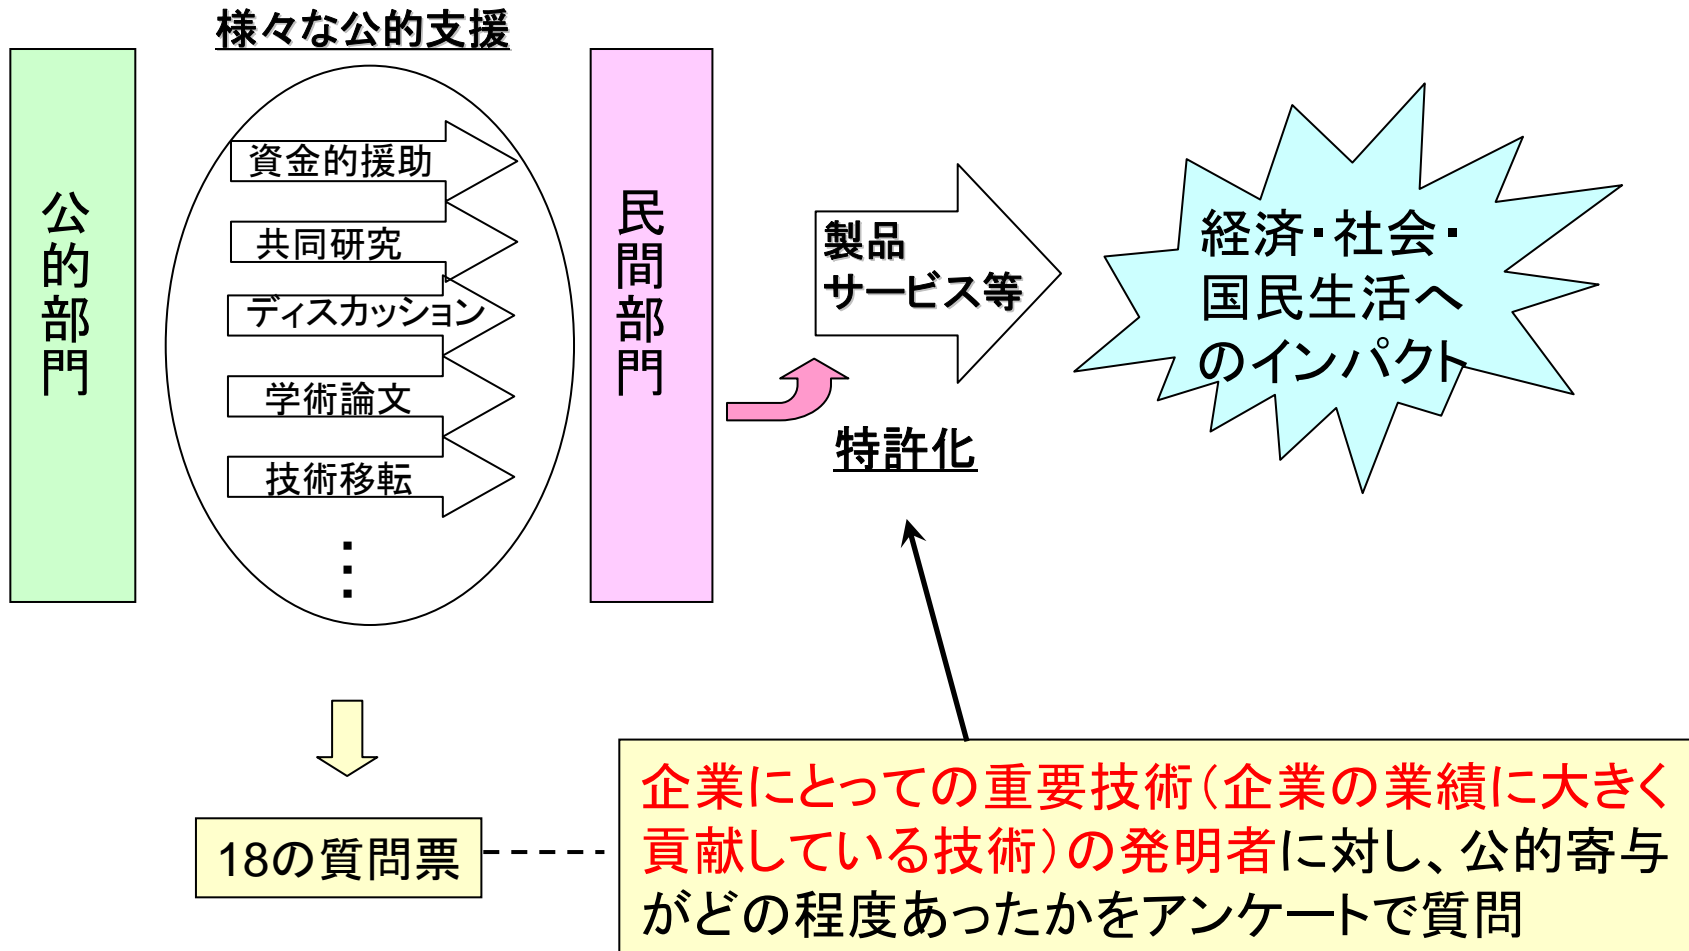 様々な公的支援
公的部門
資金的援助
共同研究
ディスカッション
学術論文
技術移転
・・・
民間部門
製品
サービス等
特許化
経済・社会・
国民生活へ
のインパクト
18の質問票
企業にとっての重要技術(企業の業績に大きく
貢献している技術)の発明者に対し、公的寄与
がどの程度あったかをアンケートで質問